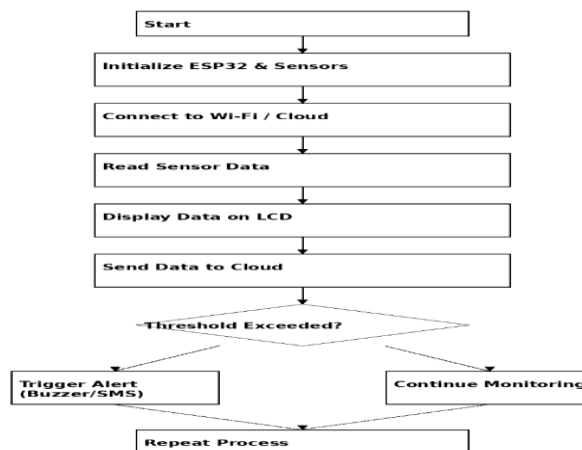 Start
Initialize ESP32 & Sensors
Connect to Wi-Fi / Cloud
Read Sensor Data
Display Data on LCD
Send Data to Cloud
Threshold Exceeded?
Trigger Alert
(Buzzer/SMS)
Continue Monitoring
Repeat Process